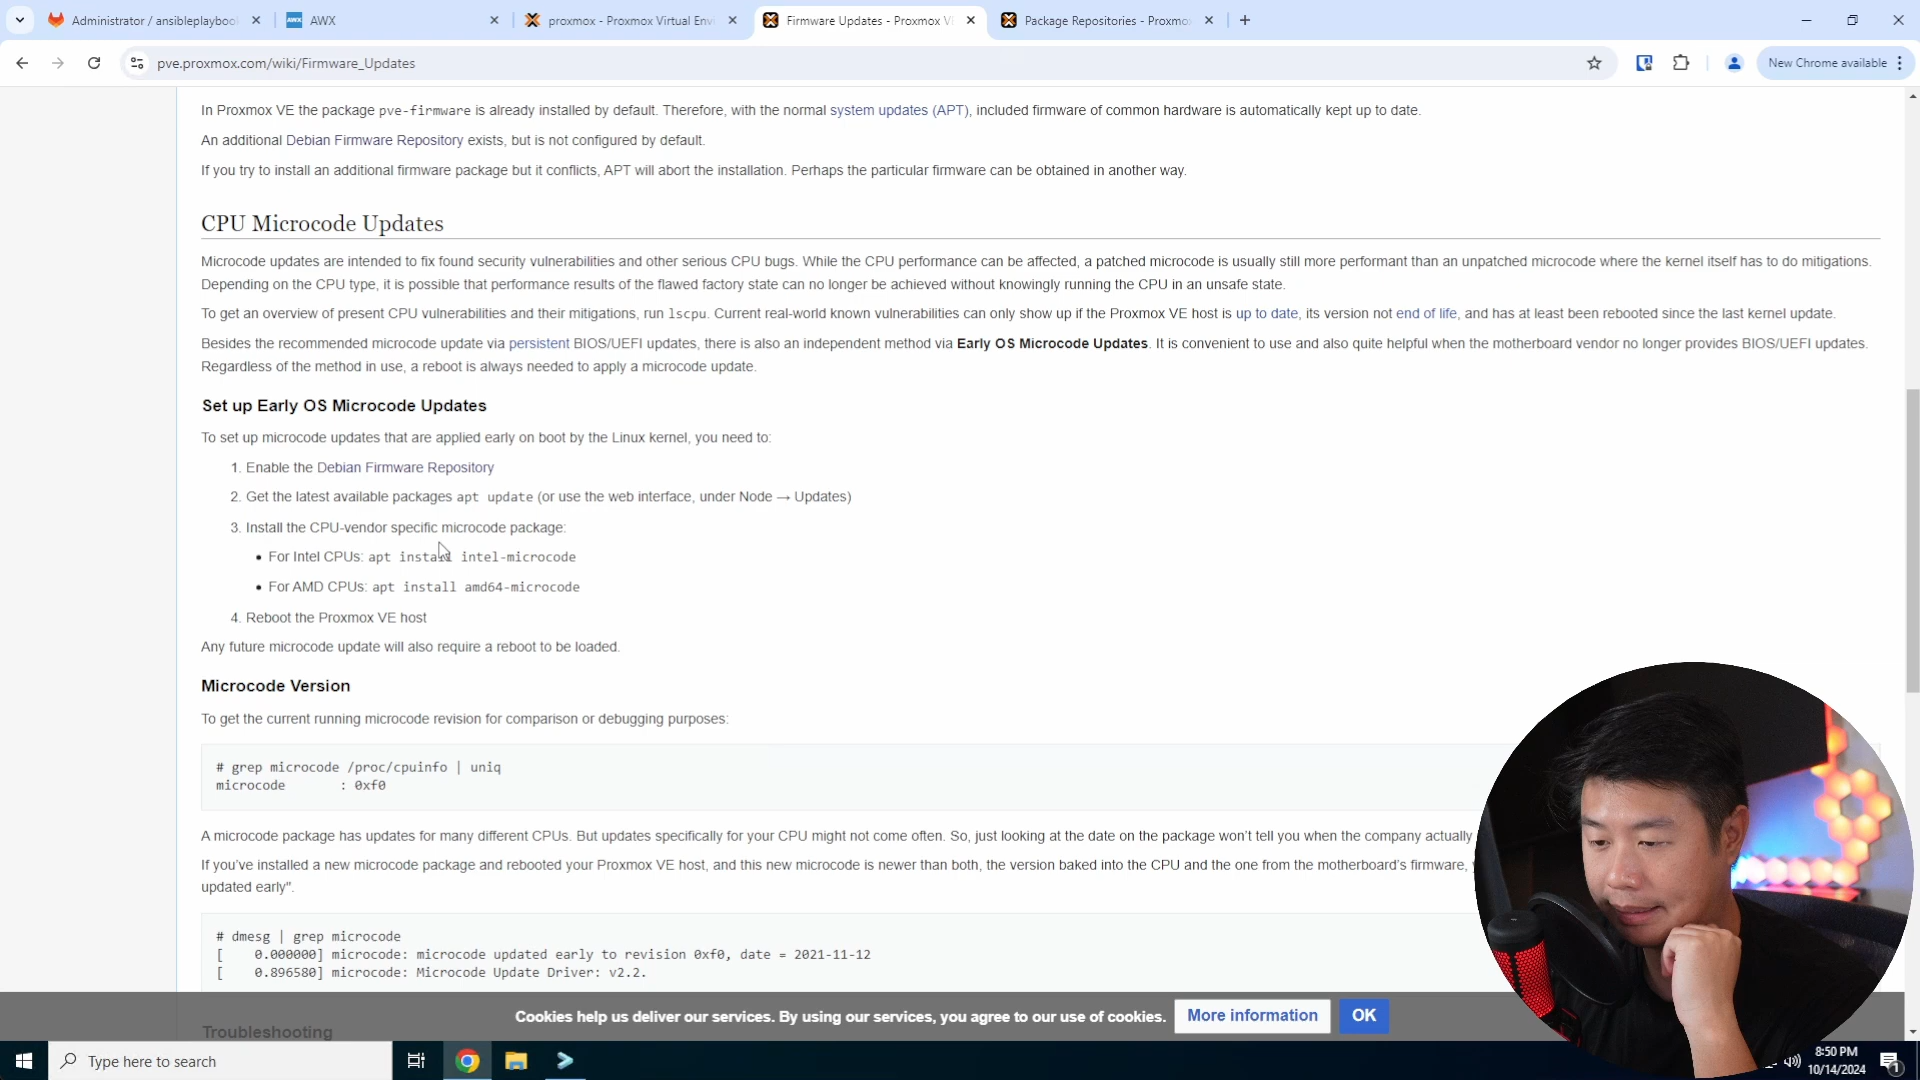 Administrator / ansibleplaybook
AWX
AWX
proxmox - Proxmox Virtual Env
Firmware Updates - Proxmox V
Package Repositories - Proxmo
pve.proxmox.com/wiki/Firmware_Updates
New Chrome available
In Proxmox VE the package pve-firmware is already installed by default. Therefore, with the normal system updates (APT), included firmware of common hardware is automatically kept up to date.
An additional Debian Firmware Repository exists, but is not configured by default.
If you try to install an additional firmware package but it conflicts, APT will abort the installation. Perhaps the particular firmware can be obtained in another way.
CPU Microcode Updates
Microcode updates are intended to fix found security vulnerabilities and other serious CPU bugs. While the CPU performance can be affected, a patched microcode is usually still more performant than an unpatched microcode where the kernel itself has to do mitigations.
Depending on the CPU type, it is possible that performance results of the flawed factory state can no longer be achieved without knowingly running the CPU in an unsafe state.
To get an overview of present CPU vulnerabilities and their mitigations, run lscpu. Current real-world known vulnerabilities can only show up if the Proxmox VE host is up to date, its version not end of life, and has at least been rebooted since the last kernel update.
Besides the recommended microcode update via persistent BIOS/UEFI updates, there is also an independent method via Early OS Microcode Updates. It is convenient to use and also quite helpful when the motherboard vendor no longer provides BIOS/UEFI updates.
Regardless of the method in use, a reboot is always needed to apply a microcode update.
Set up Early OS Microcode Updates
To set up microcode updates that are applied early on boot by the Linux kernel, you need to:
1. Enable the Debian Firmware Repository
2. Get the latest available packages apt update (or use the web interface, under Node → Updates)
3. Install the CPU-vendor specific microcode package:
• For Intel CPUs: apt install intel-microcode
• For AMD CPUs: apt install amd64-microcode
4. Reboot the Proxmox VE host
Any future microcode update will also require a reboot to be loaded.
Microcode Version
To get the current running microcode revision for comparison or debugging purposes:
# grep microcode /proc/cpuinfo | uniq
microcode : 0xf0
A microcode package has updates for many different CPUs. But updates specifically for your CPU might not come often. So, just looking at the date on the package won't tell you when the company actually
If you've installed a new microcode package and rebooted your Proxmox VE host, and this new microcode is newer than both, the version baked into the CPU and the one from the motherboard's firmware,
updated early".
# dmesg | grep microcode
[ 0.000000] microcode: microcode updated early to revision 0xf0, date = 2021-11-12
[ 0.896580] microcode: Microcode Update Driver: v2.2.
Cookies help us deliver our services. By using our services, you agree to our use of cookies.
More information
OK
Troubleshooting
Type here to search
8:50 PM
10/14/2024
1